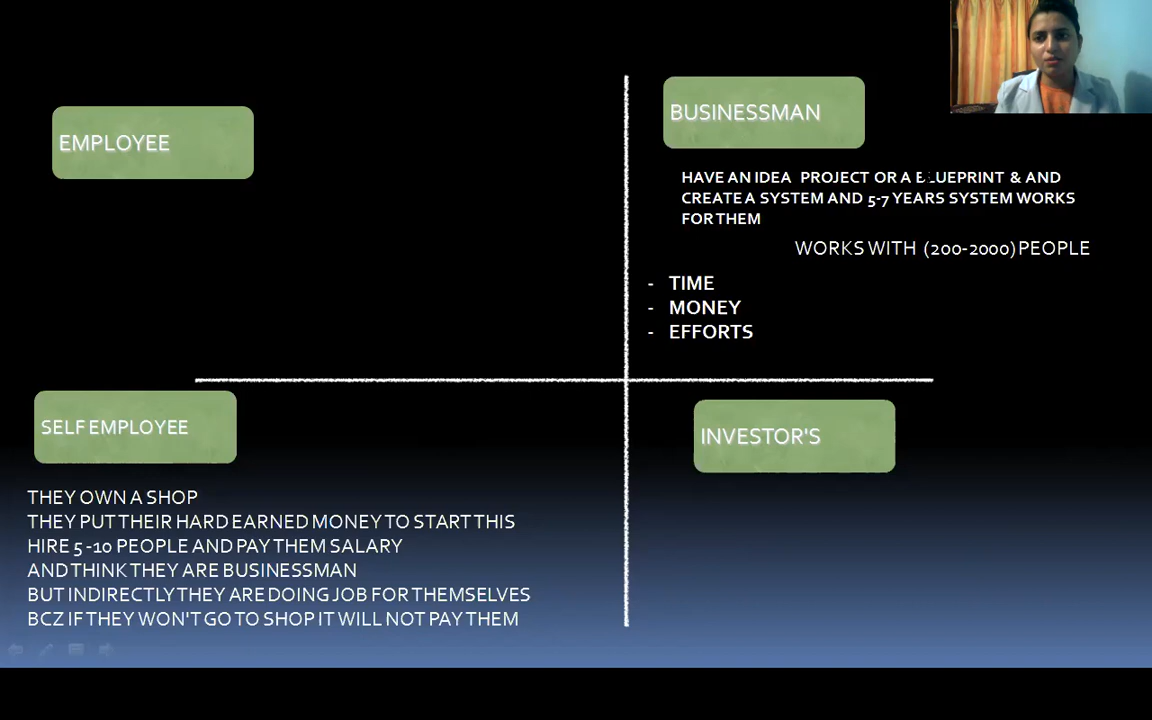 EMPLOYEE
BUSINESSMAN
HAVE AN IDEA PROJECT OR A BLUEPRINT & AND
CREATE A SYSTEM AND 5-7 YEARS SYSTEM WORKS
FOR THEM
WORKS WITH (200-2000) PEOPLE
- TIME
- MONEY
- EFFORTS
SELF EMPLOYEE
THEY OWN A SHOP
THEY PUT THEIR HARD EARNED MONEY TO START THIS
HIRE 5 -10 PEOPLE AND PAY THEM SALARY
AND THINK THEY ARE BUSINESSMAN
BUT INDIRECTLY THEY ARE DOING JOB FOR THEMSELVES
BCZ IF THEY WON'T GO TO SHOP IT WILL NOT PAY THEM
INVESTOR'S